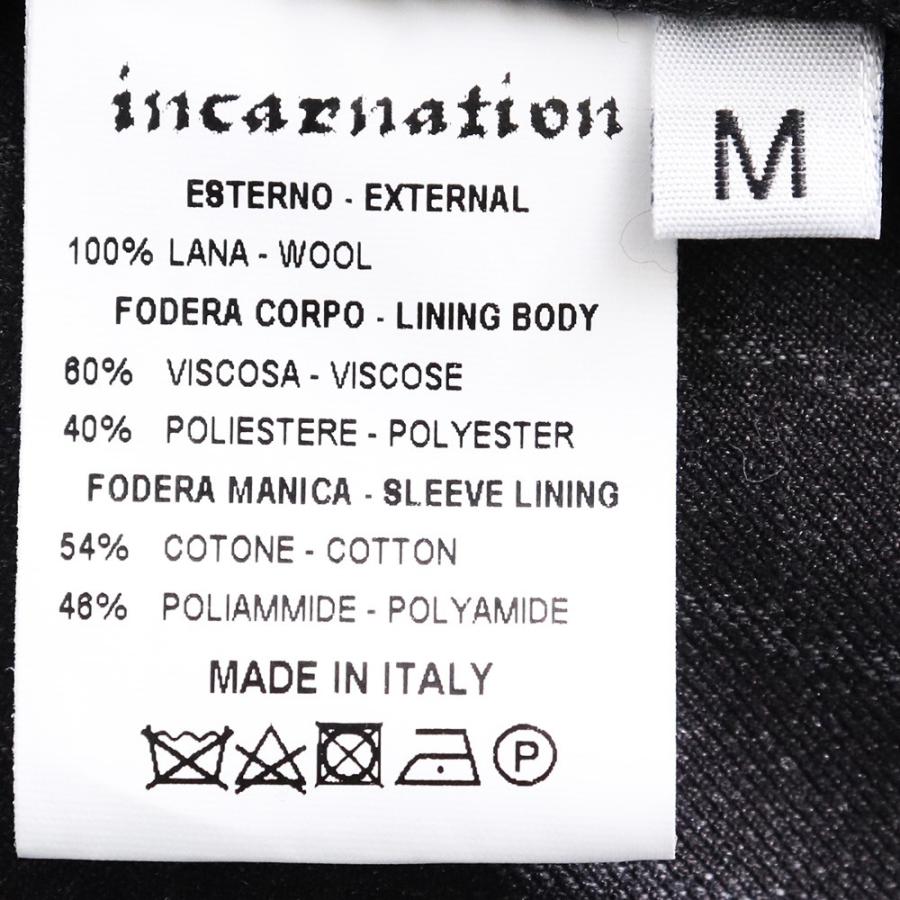 incarnation
M
ESTERNO - EXTERNAL
100% LANA - WOOL
FODERA CORPO - LINING BODY
60% VISCOSA - VISCOSE
40% POLIESTERE - POLYESTER
FODERA MANICA - SLEEVE LINING
54% COTONE - COTTON
46% POLIAMMIDE - POLYAMIDE
MADE IN ITALY
P